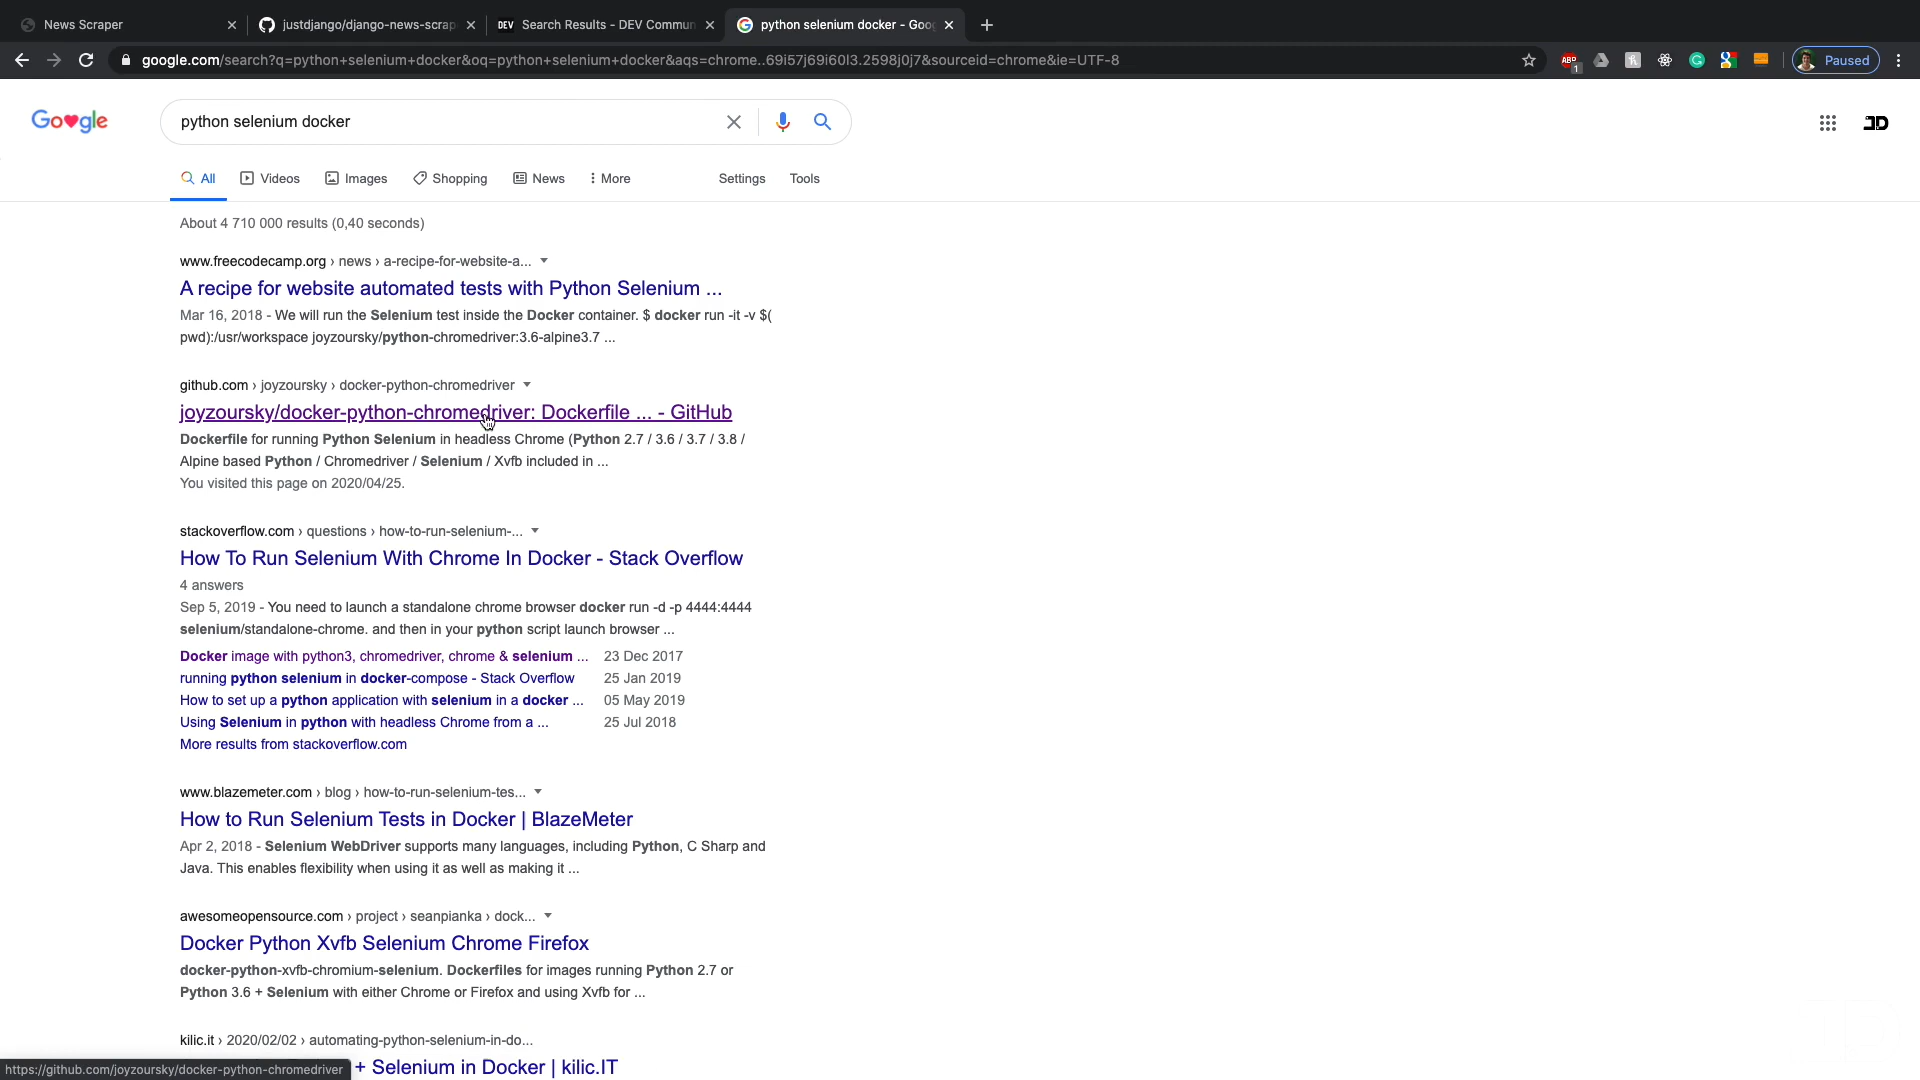 News Scraper
justdjango/django-news-scrap
DEV Search Results - DEV Commun
python selenium docker - Goo
google.com/search?q=python+selenium+docker&oq=python+selenium+docker&aqs=chrome..69i57j69i60l3.2598j0j7&sourceid=chrome&ie=UTF-8
ABP
1
Paused
Go gle
python selenium docker
JD
All
Videos
Images
Shopping
News
More
Settings
Tools
About 4 710 000 results (0,40 seconds)
www.freecodecamp.org › news › a-recipe-for-website-a...
A recipe for website automated tests with Python Selenium ...
Mar 16, 2018 - We will run the Selenium test inside the Docker container. $ docker run -it -v $(
pwd):/usr/workspace joyzoursky/python-chromedriver:3.6-alpine3.7 ...
github.com › joyzoursky › docker-python-chromedriver
joyzoursky/docker-python-chromedriver: Dockerfile ... - GitHub
Dockerfile for running Python Selenium in headless Chrome (Python 2.7 / 3.6 / 3.7 / 3.8 /
Alpine based Python / Chromedriver / Selenium / Xvfb included in ...
You visited this page on 2020/04/25.
stackoverflow.com › questions › how-to-run-selenium-...
How To Run Selenium With Chrome In Docker - Stack Overflow
4 answers
Sep 5, 2019 - You need to launch a standalone chrome browser docker run -d -p 4444:4444
selenium/standalone-chrome. and then in your python script launch browser ...
Docker image with python3, chromedriver, chrome & selenium ... 23 Dec 2017
running python selenium in docker-compose - Stack Overflow 25 Jan 2019
How to set up a python application with selenium in a docker ... 05 May 2019
Using Selenium in python with headless Chrome from a ... 25 Jul 2018
More results from stackoverflow.com
www.blazemeter.com › blog › how-to-run-selenium-tes...
How to Run Selenium Tests in Docker | BlazeMeter
Apr 2, 2018 - Selenium WebDriver supports many languages, including Python, C Sharp and
Java. This enables flexibility when using it as well as making it ...
awesomeopensource.com › project › seanpianka › dock...
Docker Python Xvfb Selenium Chrome Firefox
docker-python-xvfb-chromium-selenium. Dockerfiles for images running Python 2.7 or
Python 3.6 + Selenium with either Chrome or Firefox and using Xvfb for ...
kilic.it › 2020/02/02 › automating-python-selenium-in-do...
+ Selenium in Docker | kilic.IT
https://github.com/joyzoursky/docker-python-chromedriver